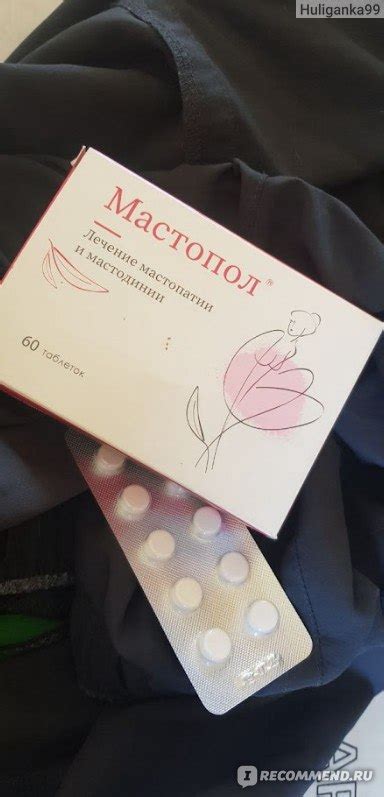 Huliganka99
Мастопол®
Лечение мастопатии
и мастодинии
60 таблеток
I RECOMMEND.RU